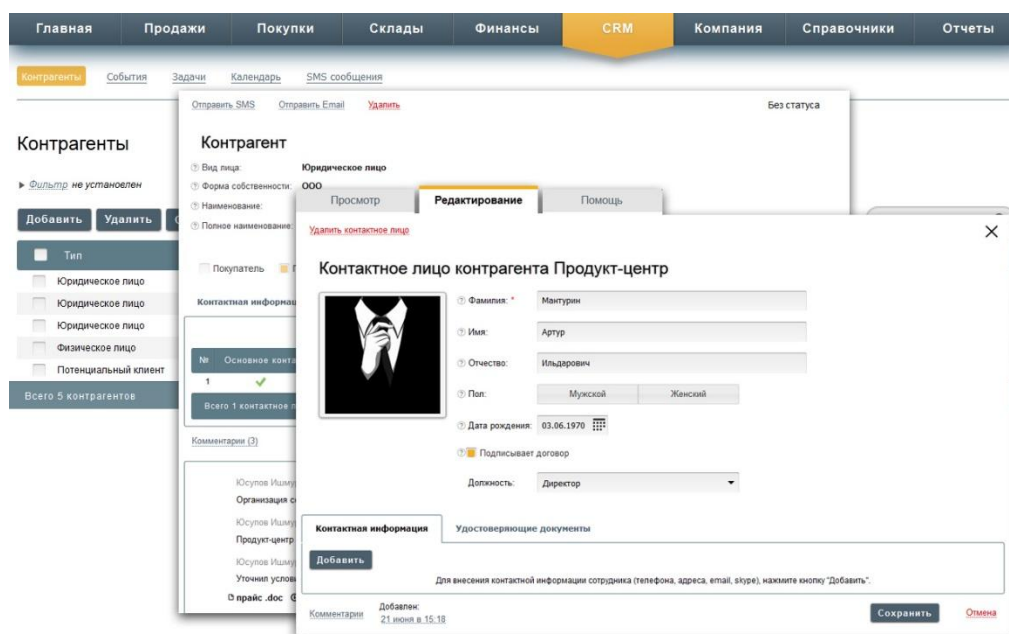 Главная Продажи Покупки Склады Финансы CRM Компания Справочники Отчеты
Контрагенты События Задачи Календарь SMS сообщения
Контрагенты
Фильтр не установлен
Добавить Удалить
Тип
Юридическое лицо
Юридическое лицо
Юридическое лицо
Физическое лицо
Потенциальный клиент
Всего 5 контрагентов
Отправить SMS Отправить Email Удалить Без статуса
Контрагент
Вид лица: Юридическое лицо
Форма собственности: ООО
Наименование:
Полное наименование:
Покупатель
Контактная
№ Основное
1
Всего 1 контактное
Комментарии (3)
Юсупов
Организация
Юсупов
Продукт-центр
Юсупов
Уточнил
прайс .doc
Просмотр Редактирование Помощь
Удалить контактное лицо
Контактное лицо контрагента Продукт-центр
Фамилия: * Мантурин
Имя: Артур
Отчество: Ильдарович
Пол: Мужской Женский
Дата рождения: 03.06.1970
Подписывает договор
Должность: Директор
Контактная информация Удостоверяющие документы
Добавить
Для внесения контактной информации сотрудника (телефона, адреса, email, skype), нажмите кнопку "Добавить".
Комментарии Добавлен:
21 июня в 15:18
Сохранить Отмена